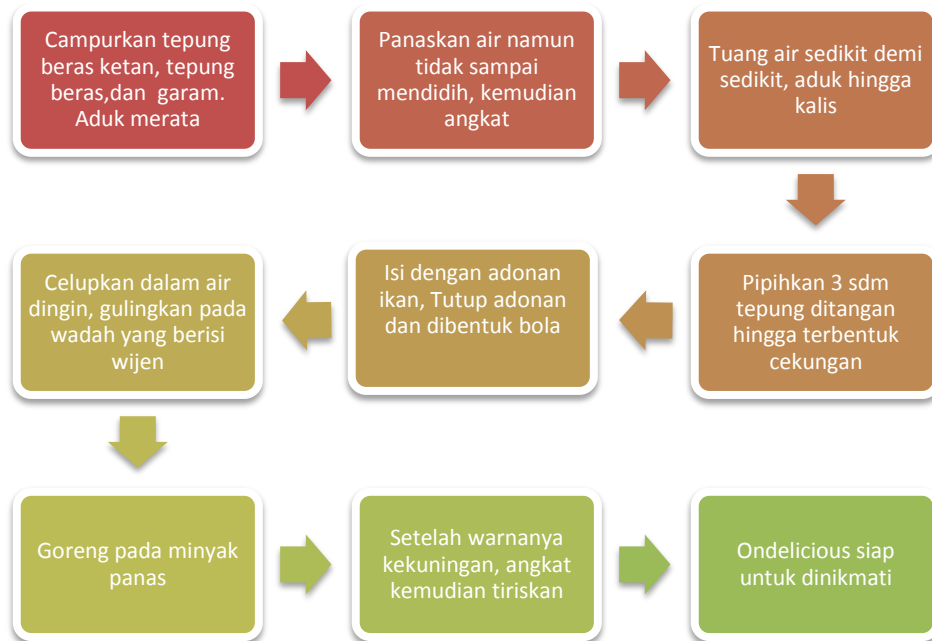 Campurkan tepung
beras ketan, tepung
beras,dan garam.
Aduk merata
Panaskan air namun
tidak sampai
mendidih, kemudian
angkat
Tuang air sedikit demi
sedikit, aduk hingga
kalis
Pipihkan 3 sdm
tepung ditangan
hingga terbentuk
cekungan
Isi dengan adonan
ikan, Tutup adonan
dan dibentuk bola
Celupkan dalam air
dingin, gulingkan pada
wadah yang berisi
wijen
Goreng pada minyak
panas
Setelah warnanya
kekuningan, angkat
kemudian tiriskan
Ondelicious siap
untuk dinikmati